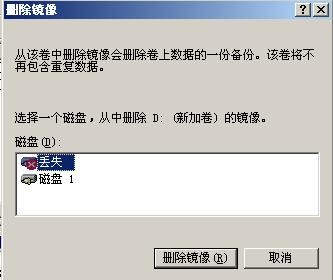 删除镜像
从该卷中删除镜像会删除卷上数据的一份备份。该卷将不
再包含重复数据。
选择一个磁盘，从中删除 D: (新加卷) 的镜像。
磁盘(D):
丢失
磁盘 1
删除镜像(R)
取消